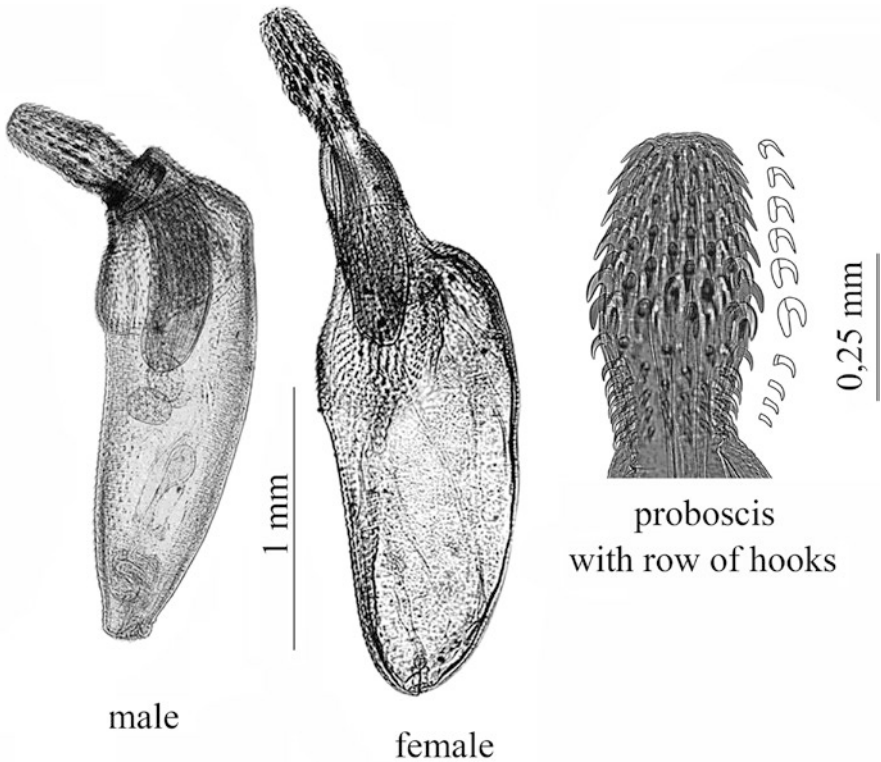 1 mm
0,25 mm
proboscis
with row of hooks
male
female